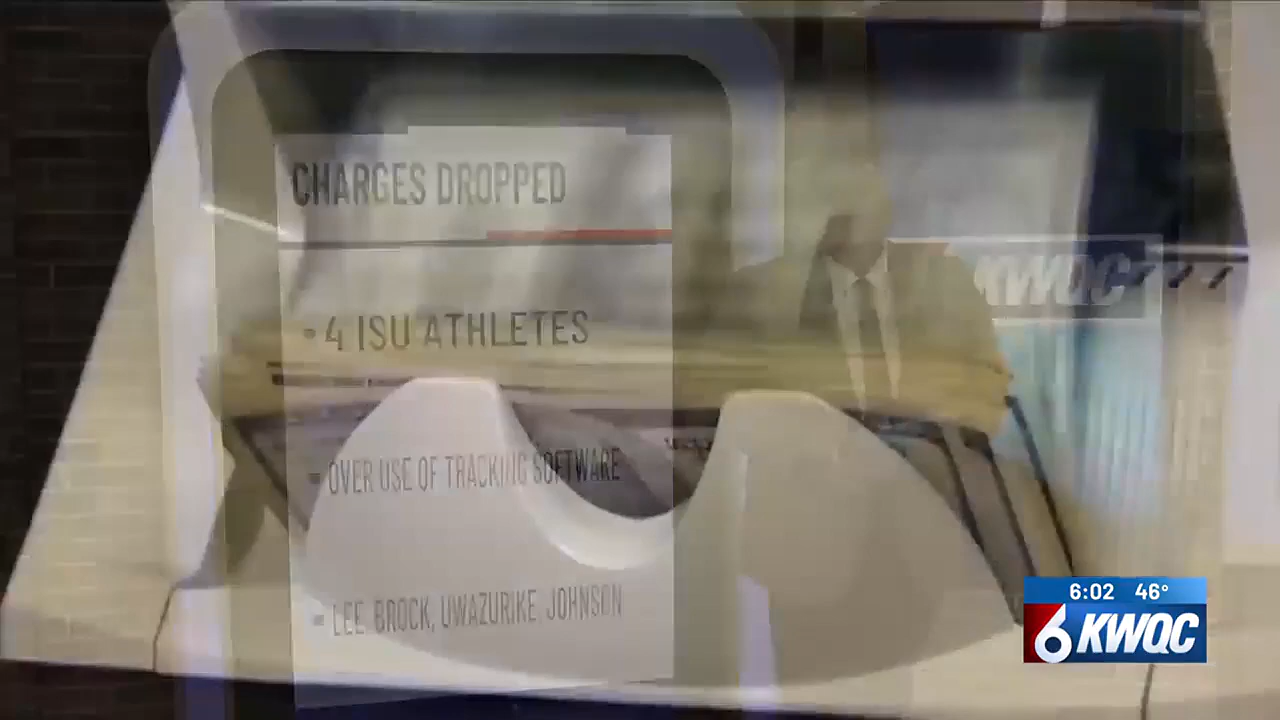 CHARGES DROPPED
• 4 ISU ATHLETES
- OVER USE OF TRACKING SOFTWARE
- LEE, BROCK, UWAZURIKE, JOHNSON
KWQC
6:02 46°
6 KWQC